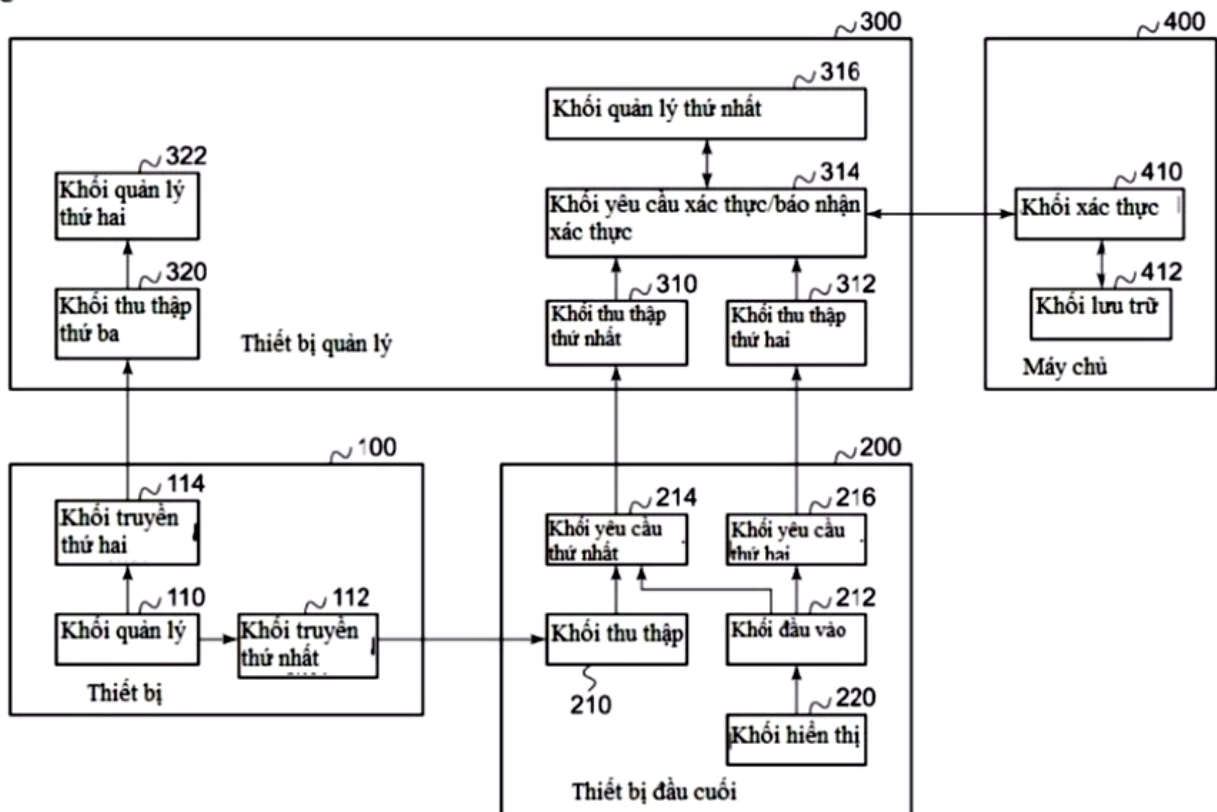 300
400
316
Khối quản lý thứ nhất
322
Khối quản lý
thứ hai
314
Khối yêu cầu xác thực/báo nhận
xác thực
410
Khối xác thực
320
Khối thu thập
thứ ba
310
Khối thu thập
thứ nhất
312
Khối thu thập
thứ hai
412
Khối lưu trữ
Thiết bị quản lý
Máy chủ
100
200
114
Khối truyền
thứ hai
214
Khối yêu cầu
thứ nhất
216
Khối yêu cầu
thứ hai
110
Khối quản lý
112
Khối truyền
thứ nhất
Khối thu thập
210
212
Khối đầu vào
Thiết bị
220
Khối hiển thị
Thiết bị đầu cuối